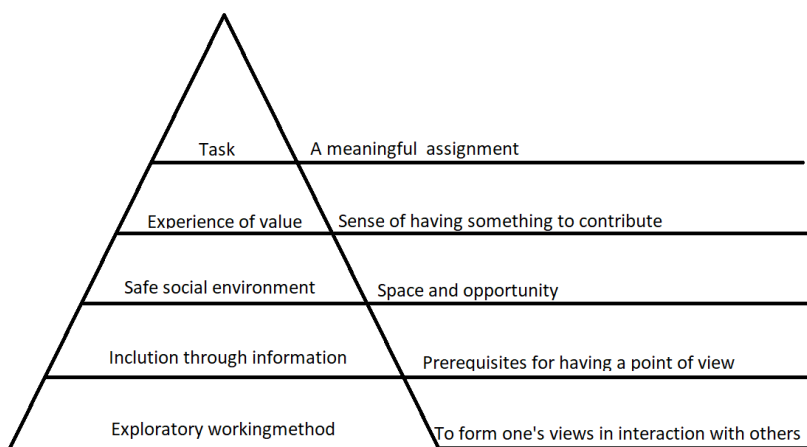 Task
A meaningful assignment
Experience of value
Sense of having something to contribute
Safe social environment
Space and opportunity
Inclution through information
Prerequisites for having a point of view
Exploratory workingmethod
To form one's views in interaction with others